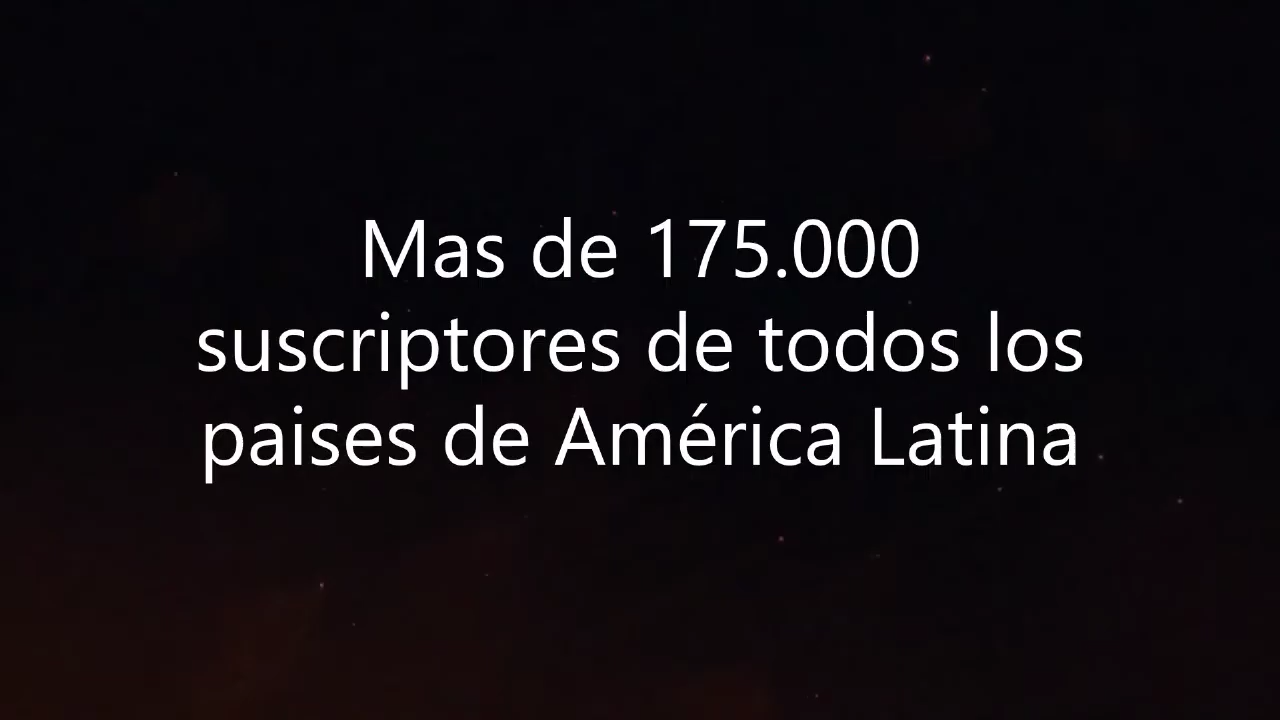 Mas de 175.000
suscriptores de todos los
paises de América Latina